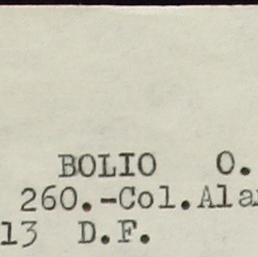 BOLIO O.
260.-Col.Ala
13 D.F.